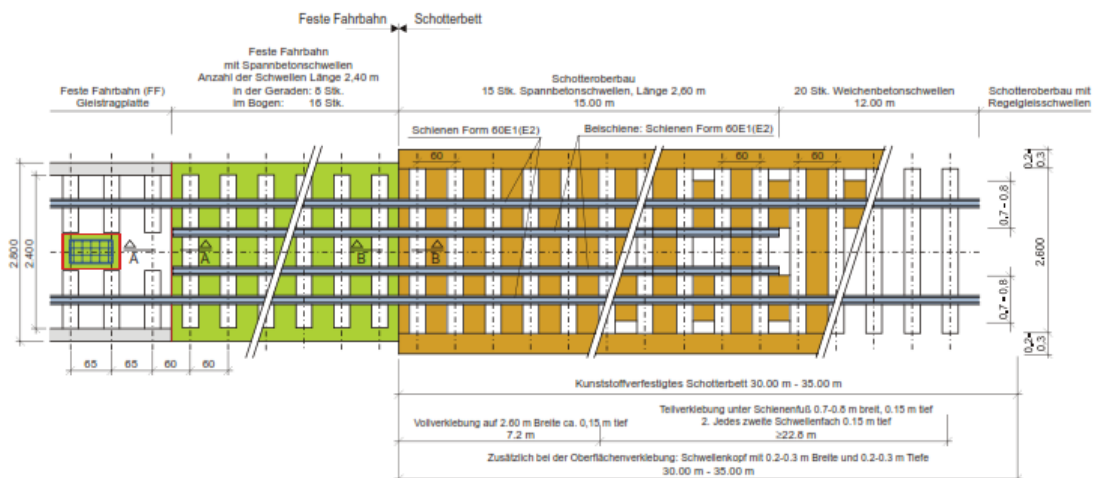 Feste Fahrbahn
Schotterbett
Feste Fahrbahn
mit Spannbetonschwellen
Anzahl der Schwellen Länge 2,40 m
in der Geraden: 8 Stk.
im Bogen: 16 Stk.
Feste Fahrbahn (FF)
Gleistragplatte
Schotteroberbau
15 Stk. Spannbetonschwellen, Länge 2,60 m
15.00 m
20 Stk. Weichenbetonschwellen
12.00 m
Schotteroberbau mit
Regelgleisschwellen
Schienen Form 60E1(E2)
Beischiene: Schienen Form 60E1(E2)
60
60
60
0.2-
0.3
0.7 - 0.8
2.800
2.400
2.600
A
A
B
B
0.7 - 0.8
0.2-
0.3
65
65
60
60
Kunststoffverfestigtes Schotterbett 30.00 m - 35.00 m
Vollverklebung auf 2.60 m Breite ca. 0,15 m tief
7.2 m
Teilverklebung unter Schienenfuß 0.7-0.8 m breit, 0.15 m tief
2. Jedes zweite Schwellenfach 0.15 m tief
≥22.8 m
Zusätzlich bei der Oberflächenverklebung: Schwellenkopf mit 0.2-0.3 m Breite und 0.2-0.3 m Tiefe
30.00 m - 35.00 m